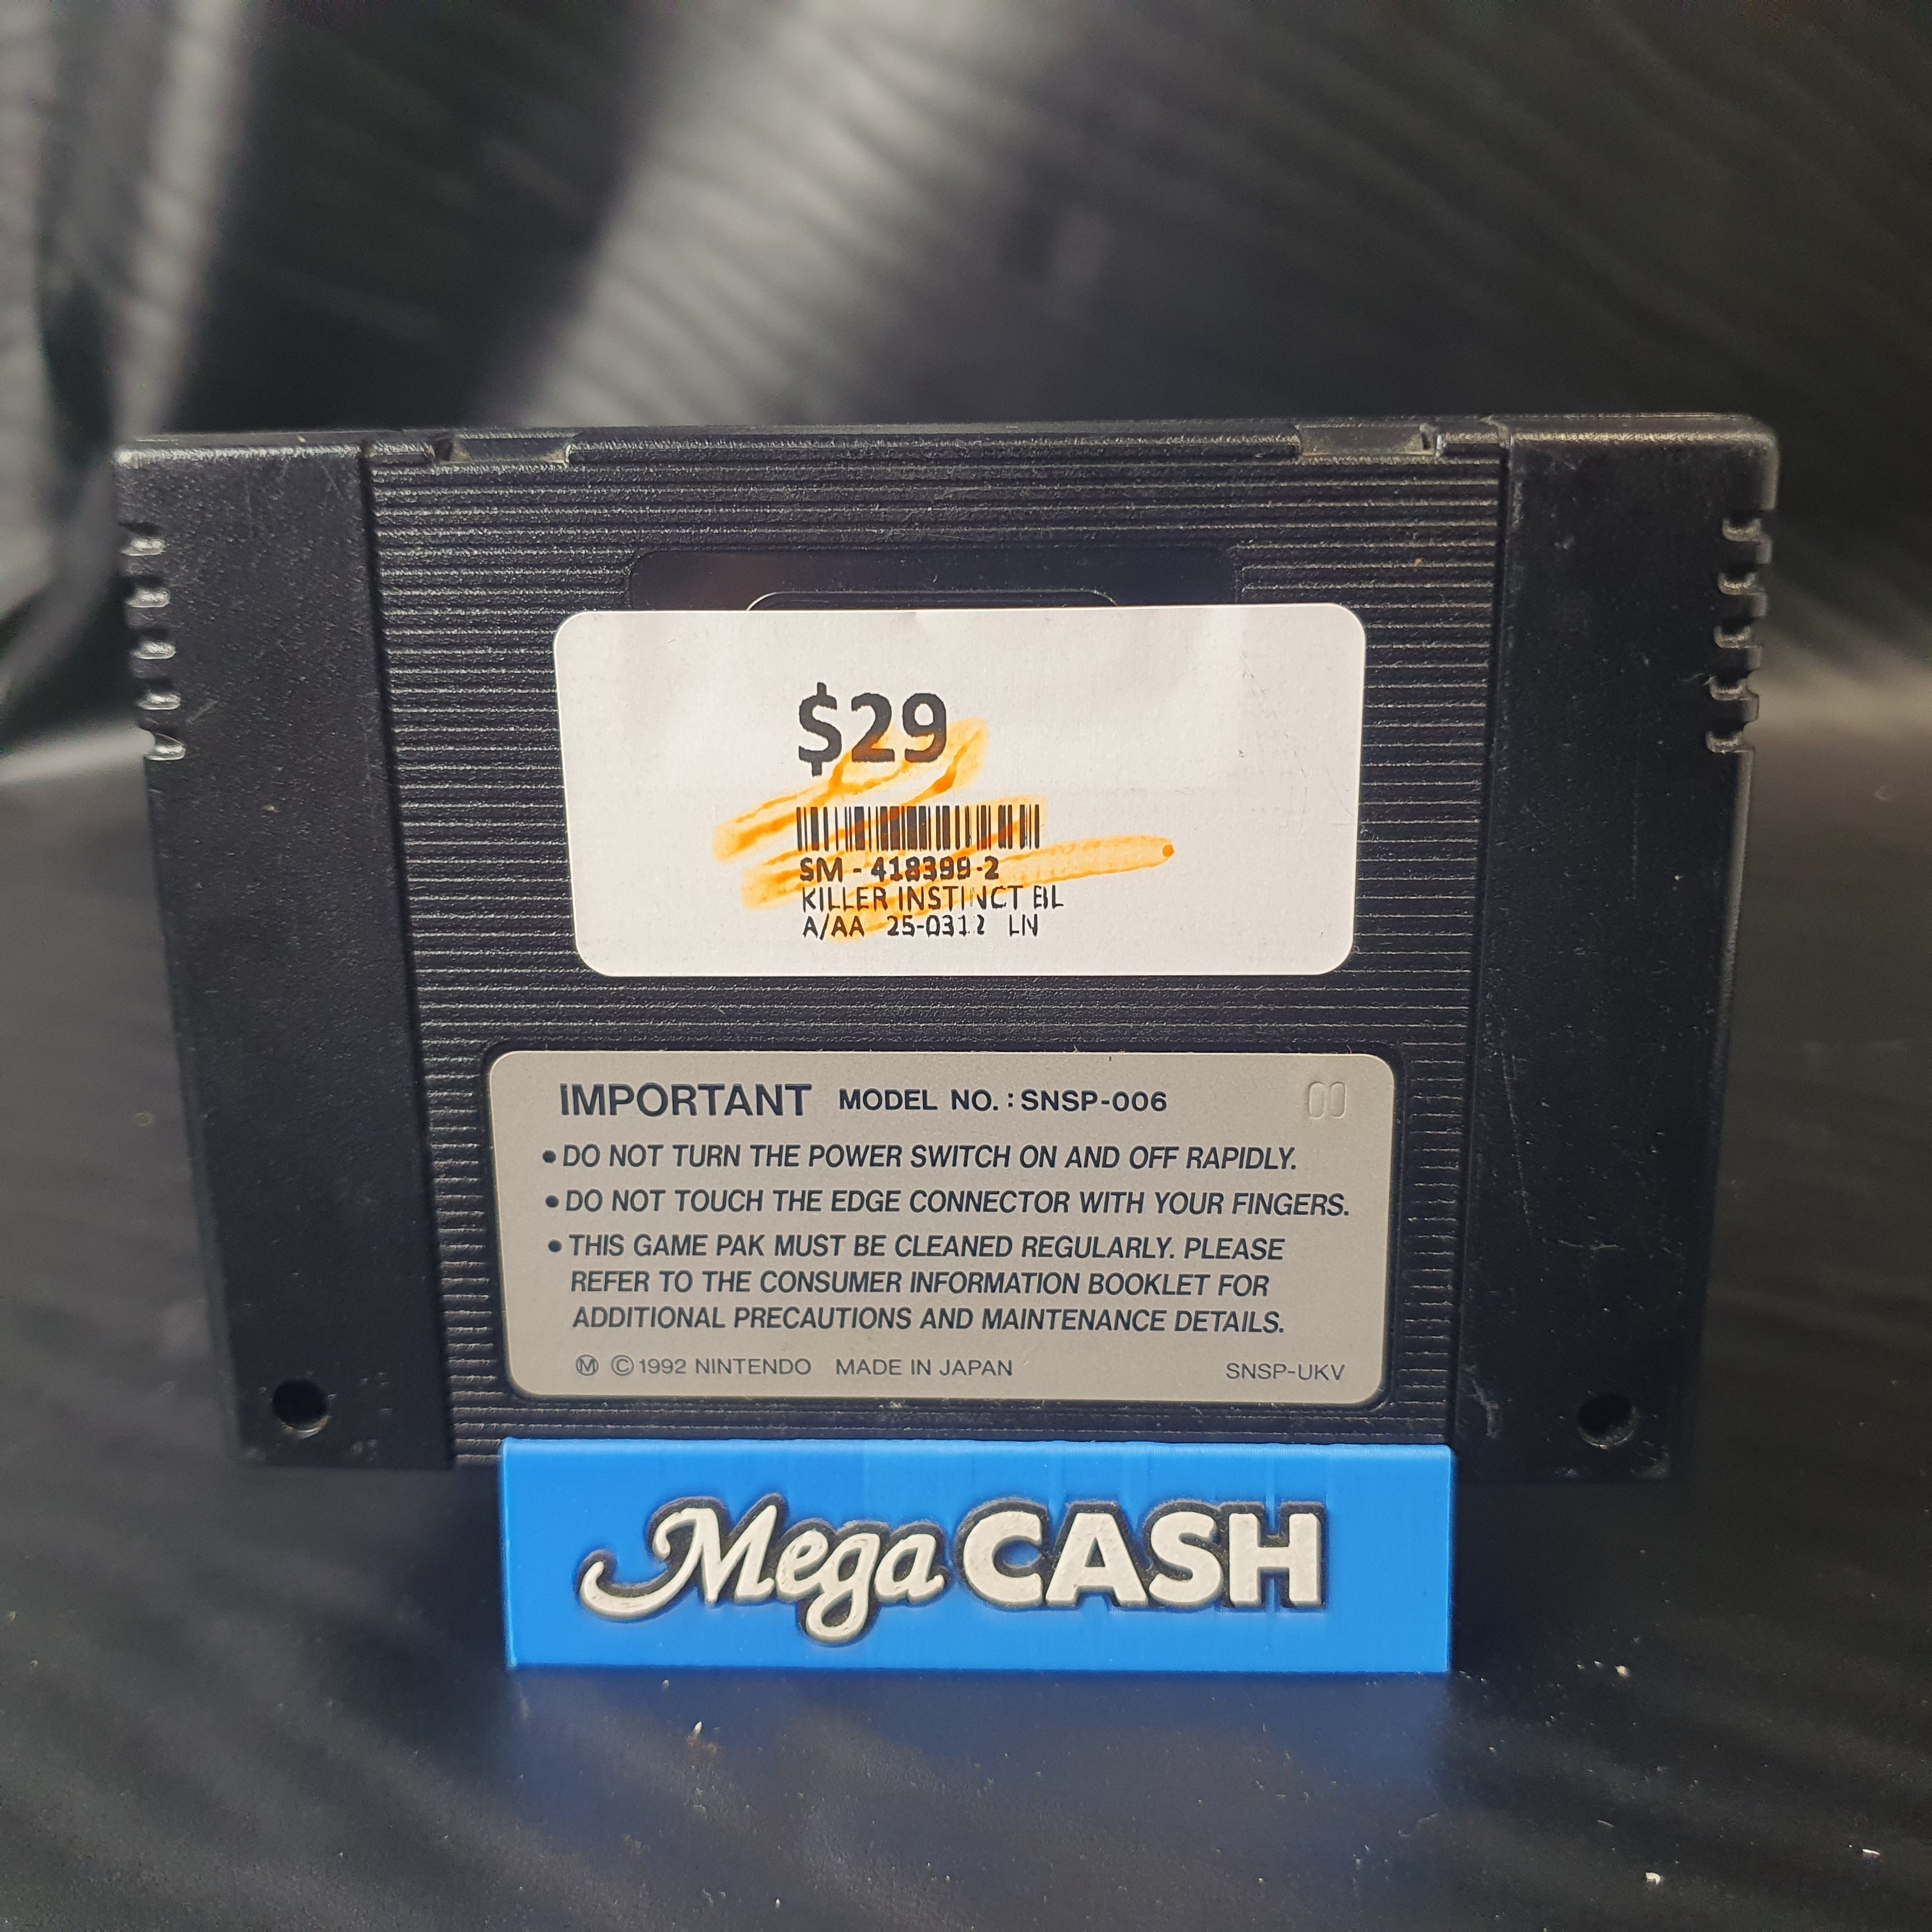 $29
SM - 418399-2
KILLER INSTINCT BL
A/AA 25-0312 LN
IMPORTANT MODEL NO. : SNSP-006
• DO NOT TURN THE POWER SWITCH ON AND OFF RAPIDLY.
• DO NOT TOUCH THE EDGE CONNECTOR WITH YOUR FINGERS.
• THIS GAME PAK MUST BE CLEANED REGULARLY. PLEASE
REFER TO THE CONSUMER INFORMATION BOOKLET FOR
ADDITIONAL PRECAUTIONS AND MAINTENANCE DETAILS.
Ⓜ ©1992 NINTENDO MADE IN JAPAN SNSP-UKV
Mega CASH